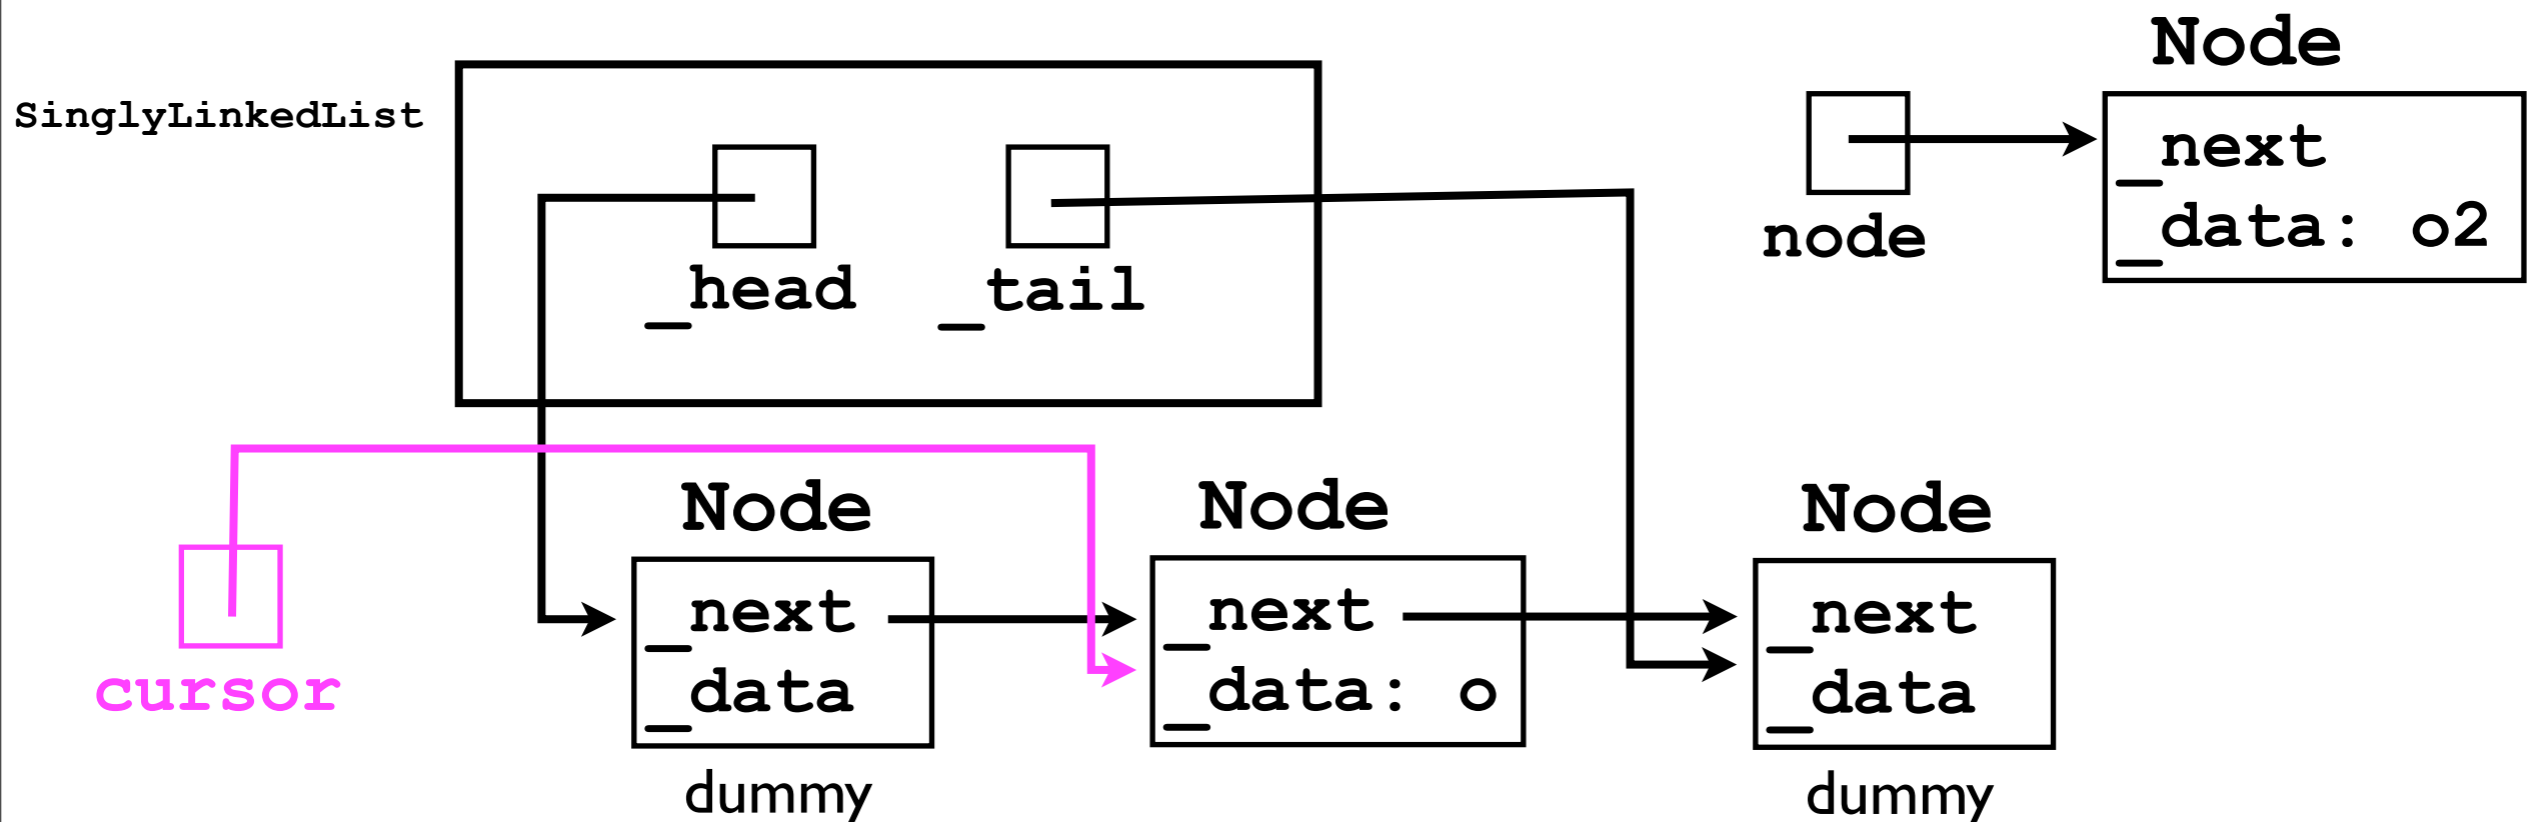 SinglyLinkedList
_head
_tail
node
Node
_next
_data: o2
cursor
Node
_next
_data
dummy
Node
_next
_data: o
Node
_next
_data
dummy